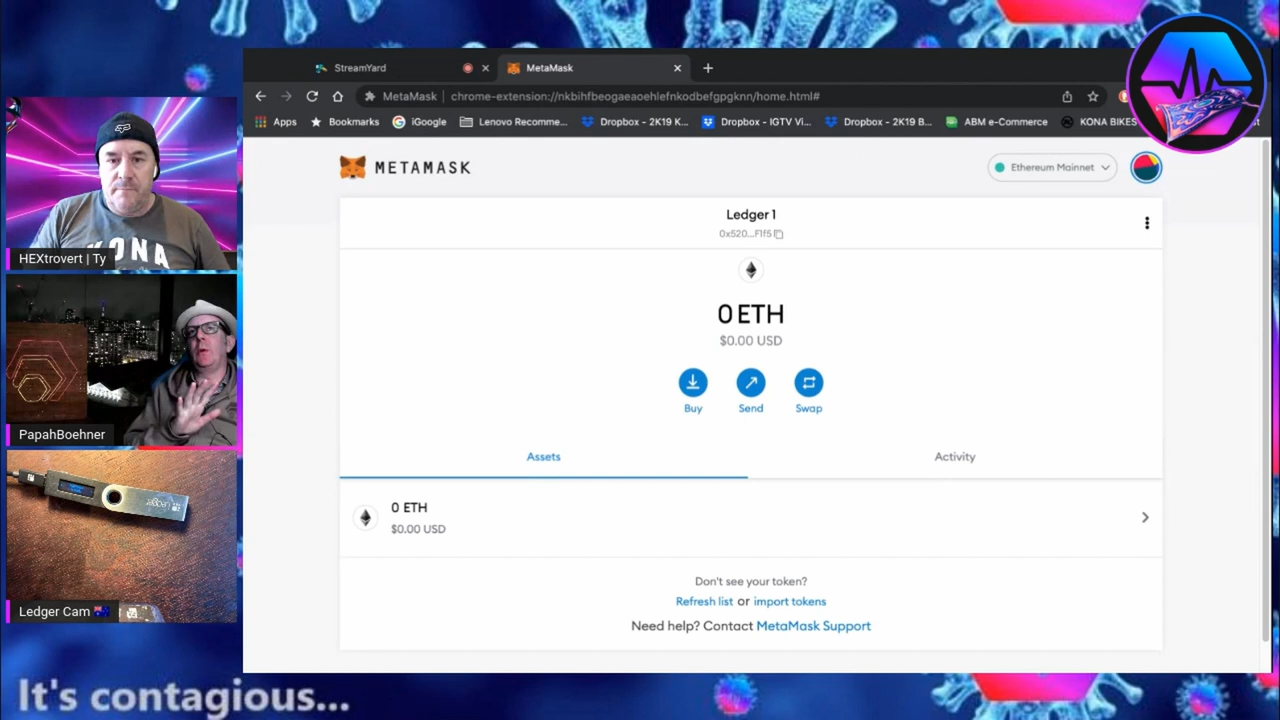 StreamYard
MetaMask
MetaMask
chrome-extension://nkbihfbeogaeaoehlefnkodbefgpgknn/home.html#
Apps
Bookmarks
iGoogle
Lenovo Recomme...
Dropbox - 2K19 K...
Dropbox - IGTV Vi...
Dropbox - 2K19 B...
ABM e-Commerce
KONA BIKES
METAMASK
Ethereum Mainnet
Ledger 1
0x520...F1f5
0 ETH
$0.00 USD
Buy
Send
Swap
Assets
Activity
0 ETH
$0.00 USD
Don't see your token?
Refresh list or import tokens
Need help? Contact MetaMask Support
KONA
HEXtrovert | Ty
PapahBoehner
Ledger
Ledger Cam
It's contagious...